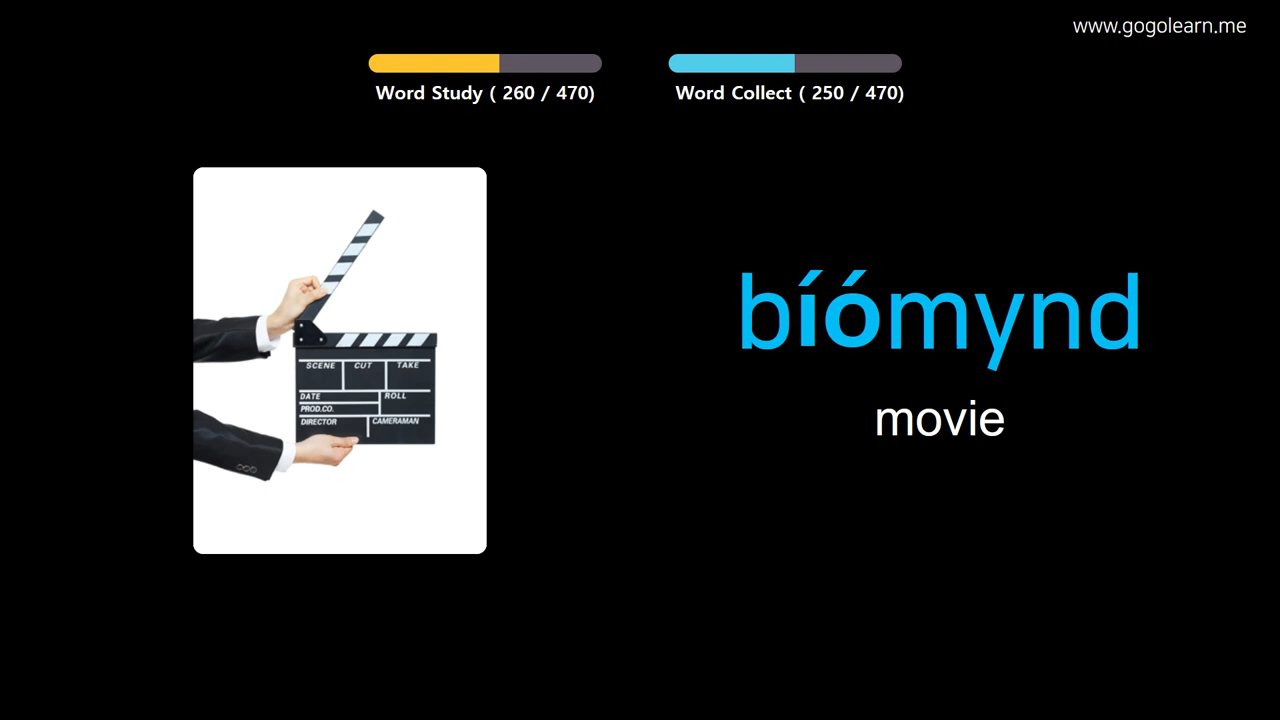 www.gogolearn.me
Word Study ( 260 / 470)
Word Collect ( 250 / 470)
SCENE CUT TAKE
DATE ROLL
PROD.CO.
DIRECTOR CAMERAMAN
bíómynd
movie